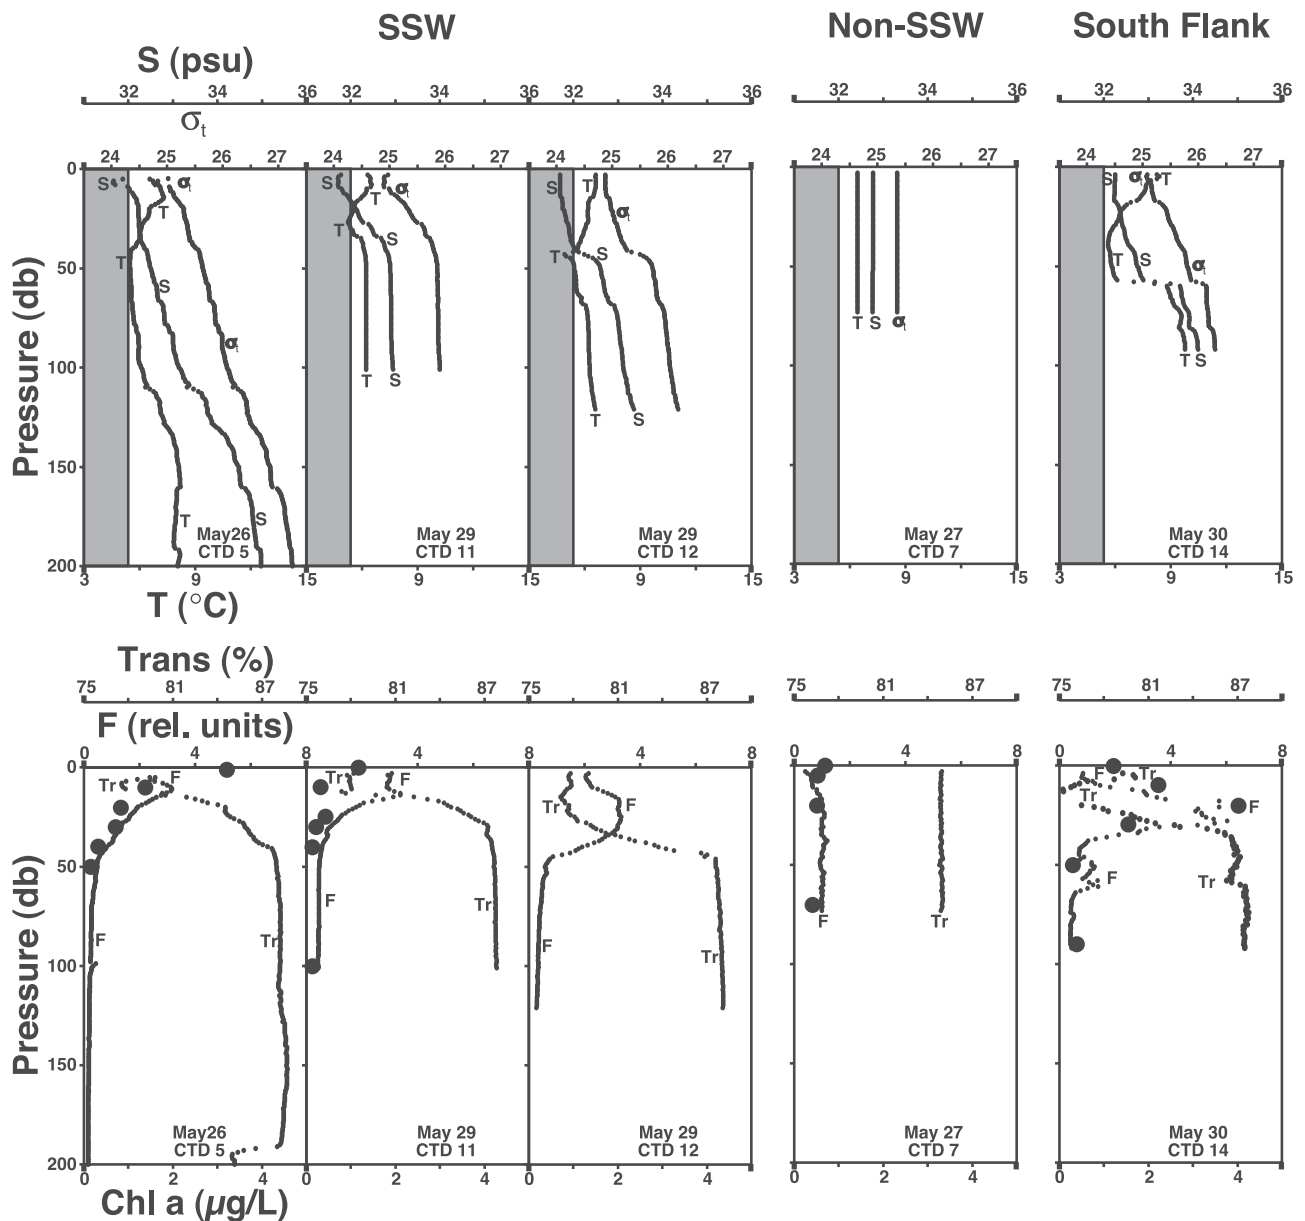 SSW Non-SSW South Flank
S (psu)
32 34 36 32 34 36 32 34 36 32 34 36 32 34 36
σt
24 25 26 27 24 25 26 27 24 25 26 27 24 25 26 27 24 25 26 27
Pressure (db)
0
50
100
150
200
S σt T T S σt T S
May26
CTD 5
S T σt T S T S
May 29
CTD 11
S T σt T S T S
May 29
CTD 12
T S σt
May 27
CTD 7
S σt T T S σt T S
May 30
CTD 14
3 9 15 9 15 9 15 3 9 15 3 9 15
T (°C)
Trans (%)
75 81 87 75 81 87 75 81 87 75 81 87 75 81 87
F (rel. units)
0 4 8 4 8 4 8 0 4 8 0 4 8
Pressure (db)
0
50
100
150
200
Tr F F Tr
May26
CTD 5
Tr F F Tr
May 29
CTD 11
Tr F F Tr
May 29
CTD 12
F Tr
May 27
CTD 7
F Tr Tr F F Tr
May 30
CTD 14
0 2 4 0 2 4 0 2 4 0 2 4 0 2 4
Chl a (µg/L)